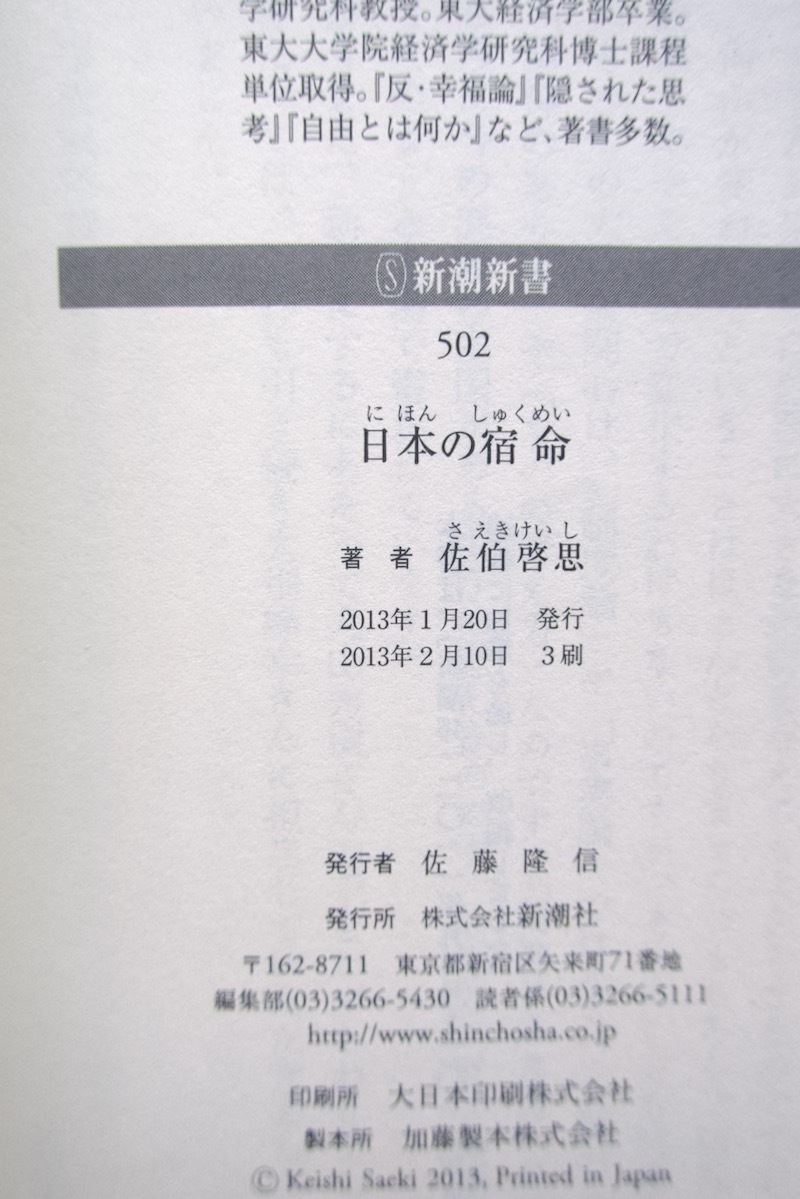 学研究科教授。東大経済学部卒業。
東大大学院経済学研究科博士課程
単位取得。『反・幸福論』『隠された思
考』『自由とは何か』など、著書多数。
Ⓢ新潮新書
502
に ほん しゅくめい
日本の宿命
さ えきけい し
著 者 佐伯啓思
2013年1月20日 発行
2013年2月10日 3刷
発行者 佐藤隆信
発行所 株式会社新潮社
〒162-8711 東京都新宿区矢来町71番地
編集部(03)3266-5430 読者係(03)3266-5111
http://www.shinchosha.co.jp
印刷所 大日本印刷株式会社
製本所 加藤製本株式会社
© Keishi Saeki 2013, Printed in Japan